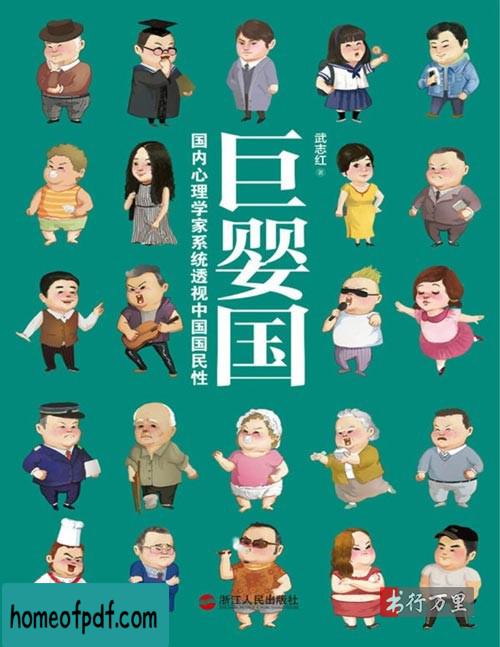 巨婴国
国内心理学家系统透视中国国民性
武志红 著
浙江人民出版社
homeofpdf.com
书行万里